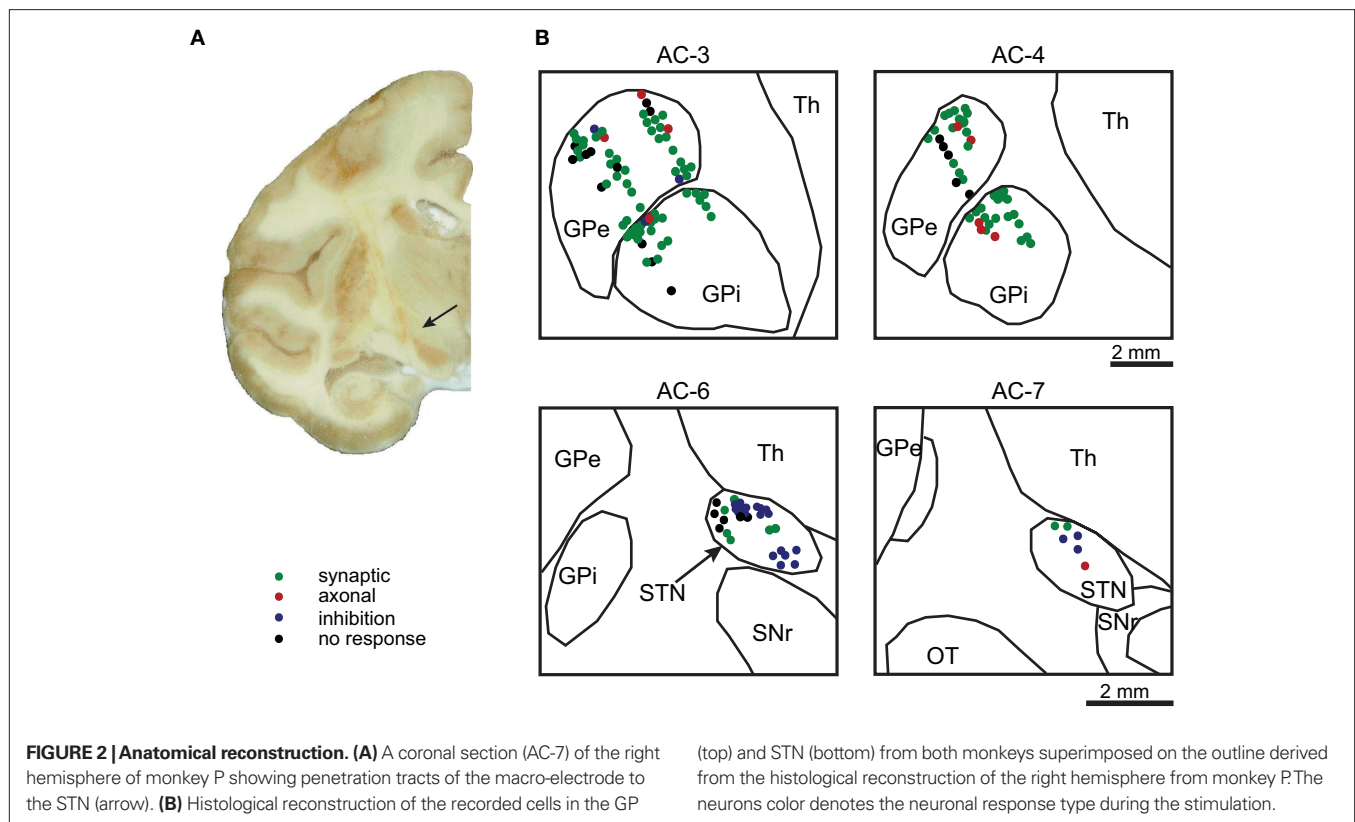 A
B
AC-3
AC-4
Th
GPe
GPi
Th
GPe
GPi
2 mm
AC-6
AC-7
GPe
Th
GPi
STN
SNr
GPe
Th
STN
SNr
OT
2 mm
synaptic
axonal
inhibition
no response
FIGURE 2 | Anatomical reconstruction. (A) A coronal section (AC-7) of the right
hemisphere of monkey P showing penetration tracts of the macro-electrode to
the STN (arrow). (B) Histological reconstruction of the recorded cells in the GP
(top) and STN (bottom) from both monkeys superimposed on the outline derived
from the histological reconstruction of the right hemisphere from monkey P. The
neurons color denotes the neuronal response type during the stimulation.